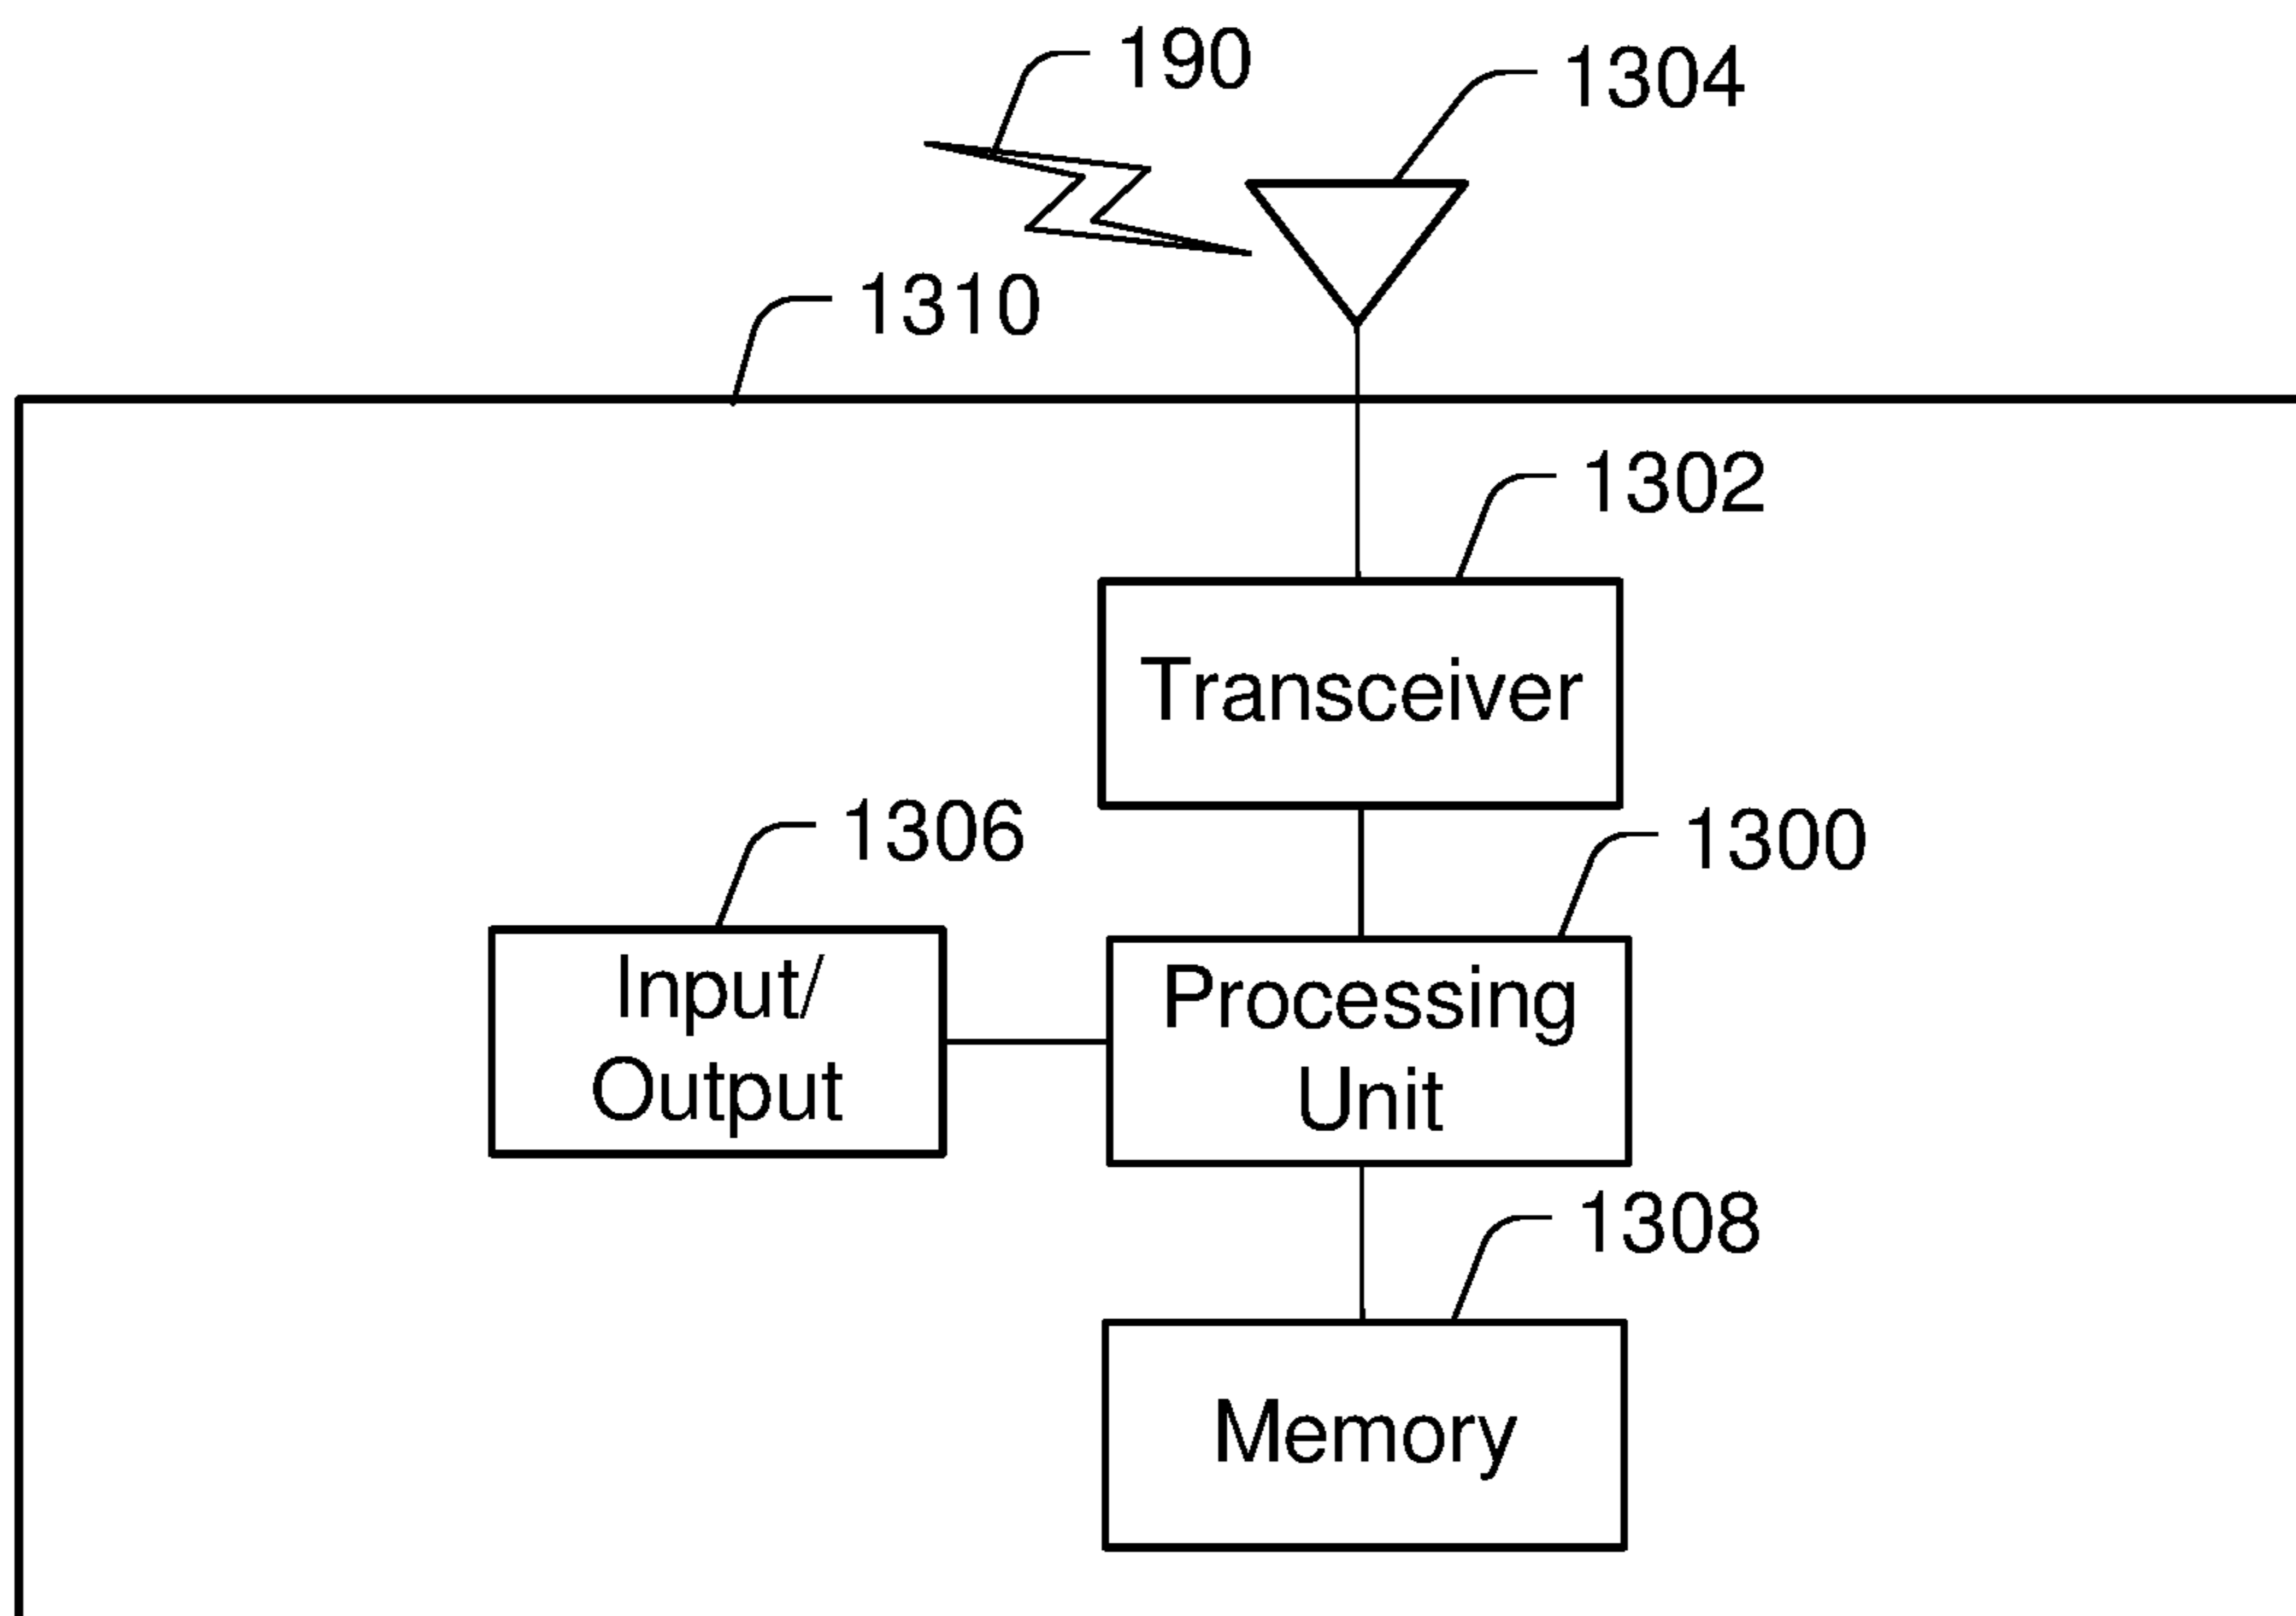 190
1304
1310
1302
Transceiver
1306
1300
Input/
Output
Processing
Unit
1308
Memory